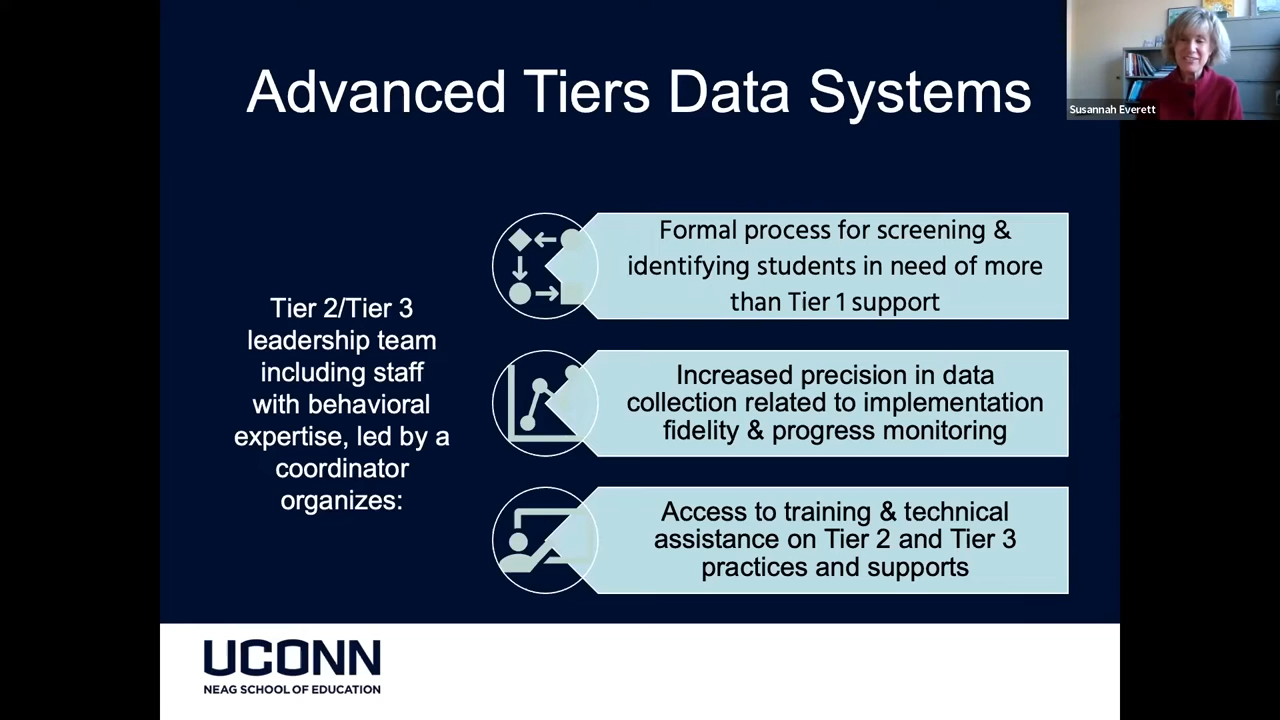 Advanced Tiers Data Systems
Susannah Everett
Tier 2/Tier 3
leadership team
including staff
with behavioral
expertise, led by a
coordinator
organizes:
Formal process for screening &
identifying students in need of more
than Tier 1 support
Increased precision in data
collection related to implementation
fidelity & progress monitoring
Access to training & technical
assistance on Tier 2 and Tier 3
practices and supports
UCONN
NEAG SCHOOL OF EDUCATION